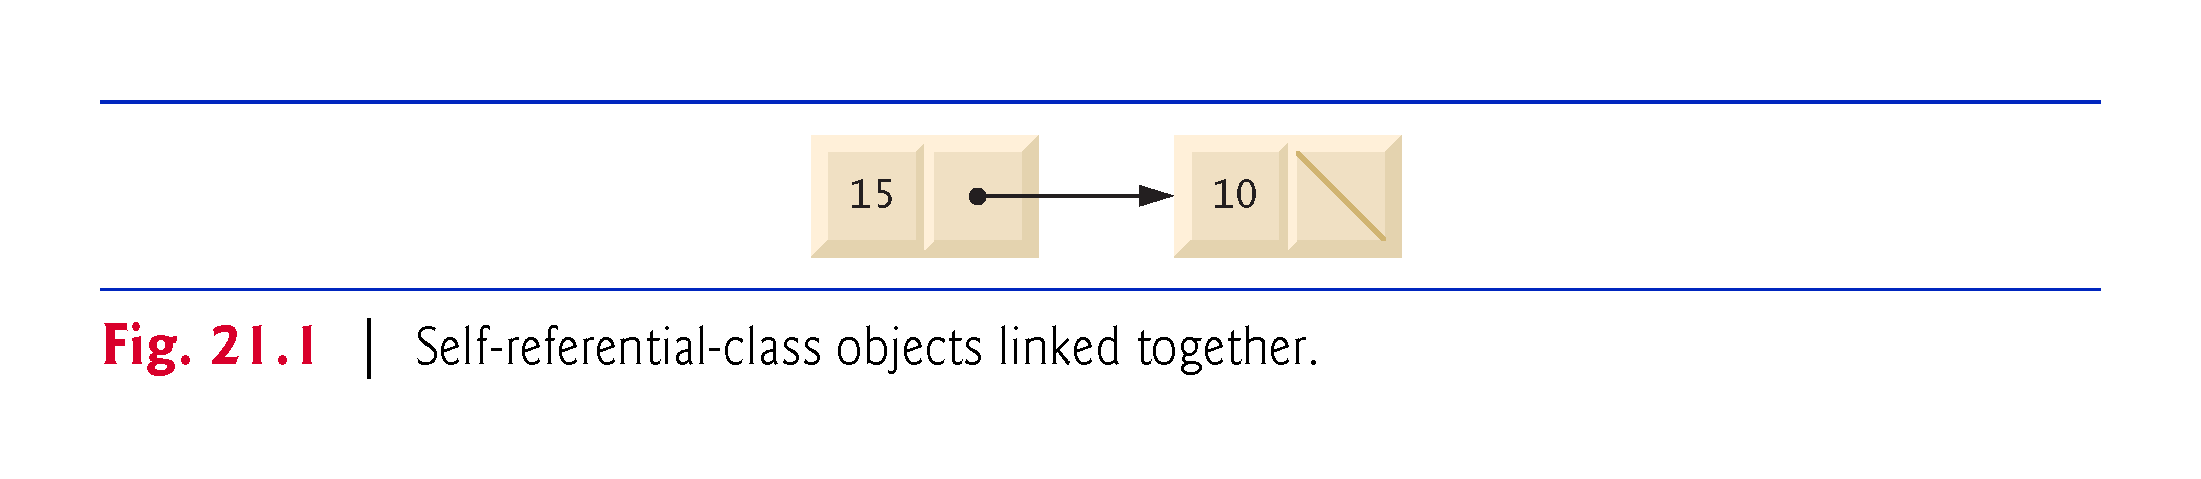 15 10
Fig. 21.1 | Self-referential-class objects linked together.